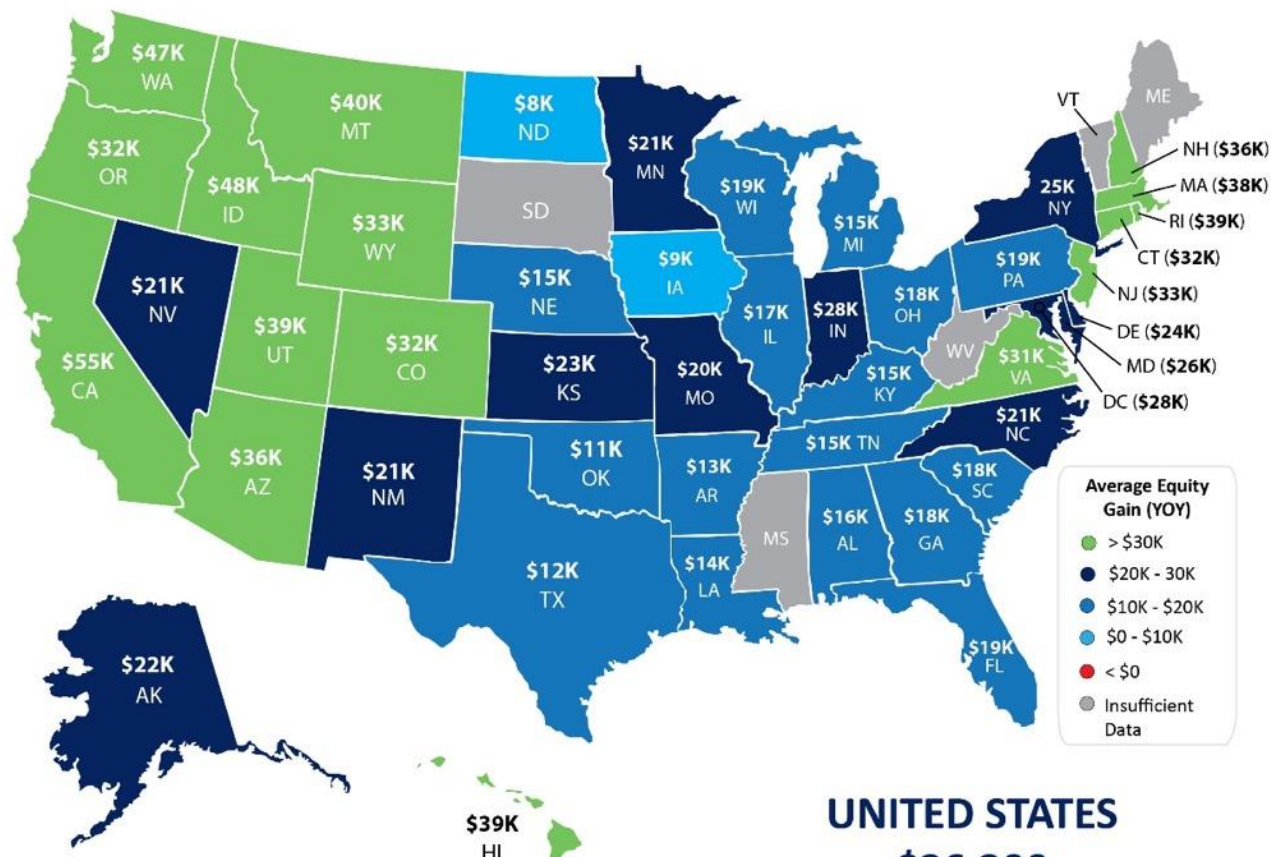 $47K
WA
$32K
OR
$48K
ID
$40K
MT
$33K
WY
$55K
CA
$21K
NV
$39K
UT
$32K
CO
$36K
AZ
$21K
NM
$8K
ND
SD
$15K
NE
$23K
KS
$11K
OK
$12K
TX
$21K
MN
$9K
IA
$20K
MO
$13K
AR
$14K
LA
$19K
WI
$17K
IL
$15K
MI
$28K
IN
$18K
OH
$15K
KY
$15K TN
MS
$16K
AL
$18K
GA
$19K
FL
$18K
SC
$21K
NC
$31K
VA
WV
$19K
PA
25K
NY
VT
ME
NH ($36K)
MA ($38K)
RI ($39K)
CT ($32K)
NJ ($33K)
DE ($24K)
MD ($26K)
DC ($28K)
Average Equity
Gain (YOY)
> $30K
$20K - 30K
$10K - $20K
$0 - $10K
< $0
Insufficient
Data
$22K
AK
$39K
HI
UNITED STATES